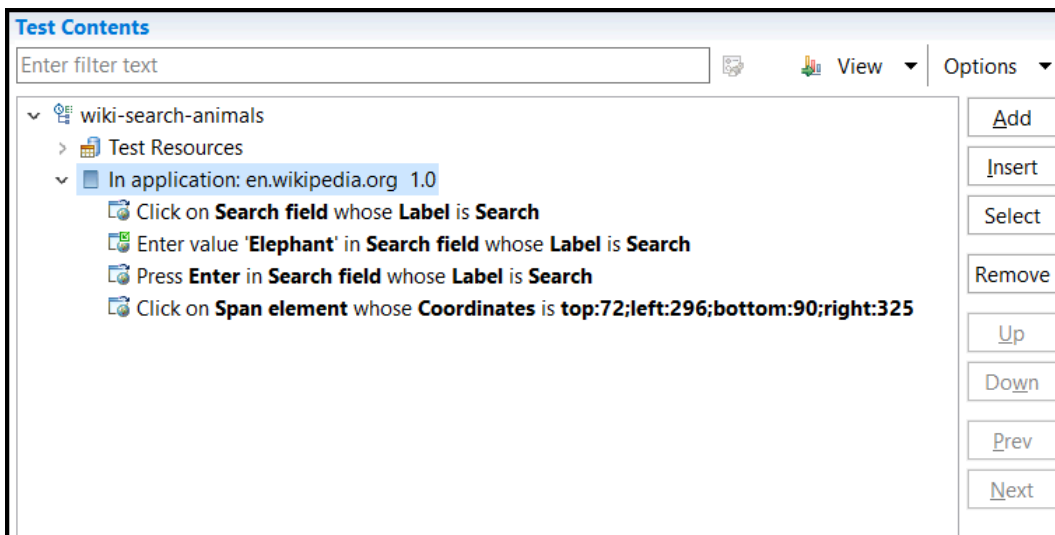 Test Contents
Enter filter text
View
Options
wiki-search-animals
Add
Test Resources
In application: en.wikipedia.org 1.0
Insert
Click on Search field whose Label is Search
Select
Enter value 'Elephant' in Search field whose Label is Search
Press Enter in Search field whose Label is Search
Remove
Click on Span element whose Coordinates is top:72;left:296;bottom:90;right:325
Up
Down
Prev
Next